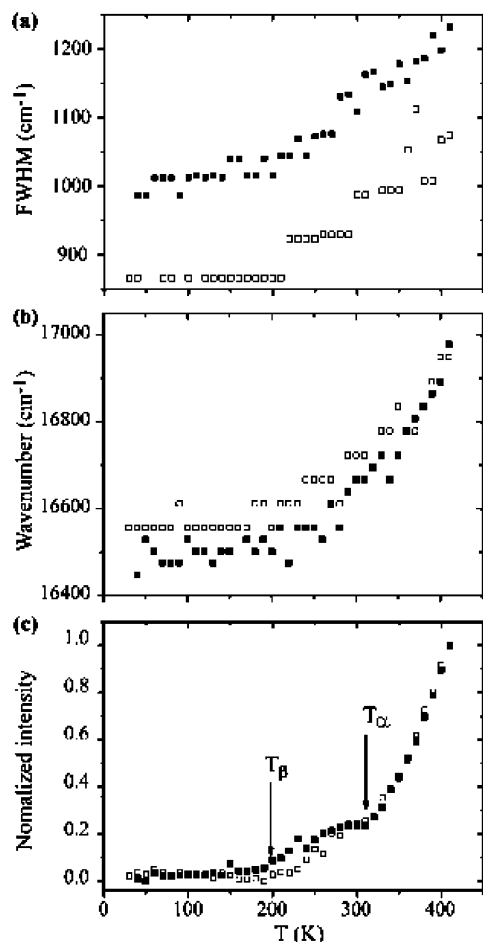 (a)
1200
1100
1000
900
FWHM (cm-1)
(b)
17000
16800
16600
16400
Wavenumber (cm-1)
(c)
1.0
0.8
0.6
0.4
0.2
0.0
Nomalized intensity
Tβ
Tα
0 100 200 300 400
T (K)